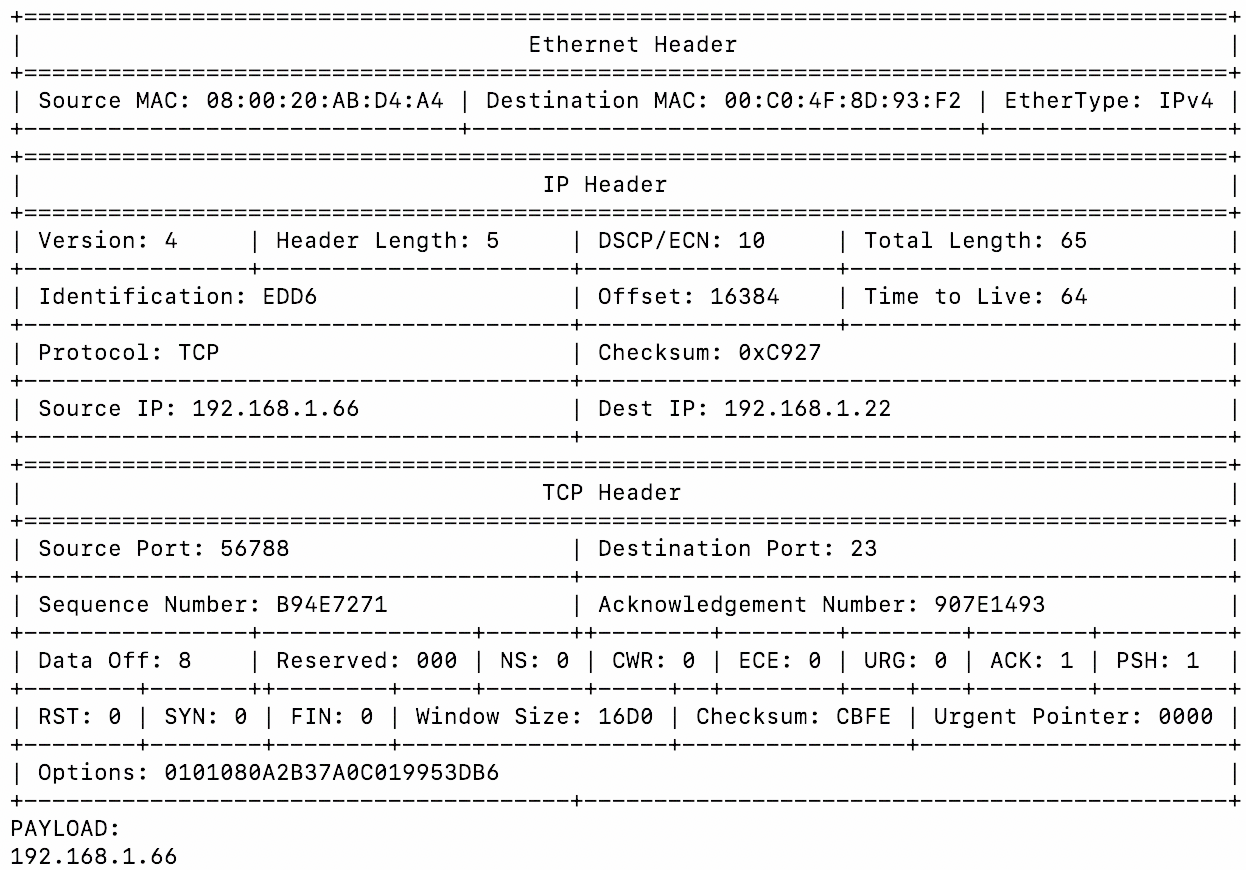 Ethernet Header
| Source MAC: 08:00:20:AB:D4:A4 | Destination MAC: 00:C0:4F:8D:93:F2 | EtherType: IPv4 |
IP Header
| Version: 4 | Header Length: 5 | DSCP/ECN: 10 | Total Length: 65 |
| Identification: EDD6 | Offset: 16384 | Time to Live: 64 |
| Protocol: TCP | Checksum: 0xC927 |
| Source IP: 192.168.1.66 | Dest IP: 192.168.1.22 |
TCP Header
| Source Port: 56788 | Destination Port: 23 |
| Sequence Number: B94E7271 | Acknowledgement Number: 907E1493 |
| Data Off: 8 | Reserved: 000 | NS: 0 | CWR: 0 | ECE: 0 | URG: 0 | ACK: 1 | PSH: 1 |
| RST: 0 | SYN: 0 | FIN: 0 | Window Size: 16D0 | Checksum: CBFE | Urgent Pointer: 0000 |
| Options: 0101080A2B37A0C019953DB6 |
PAYLOAD:
192.168.1.66